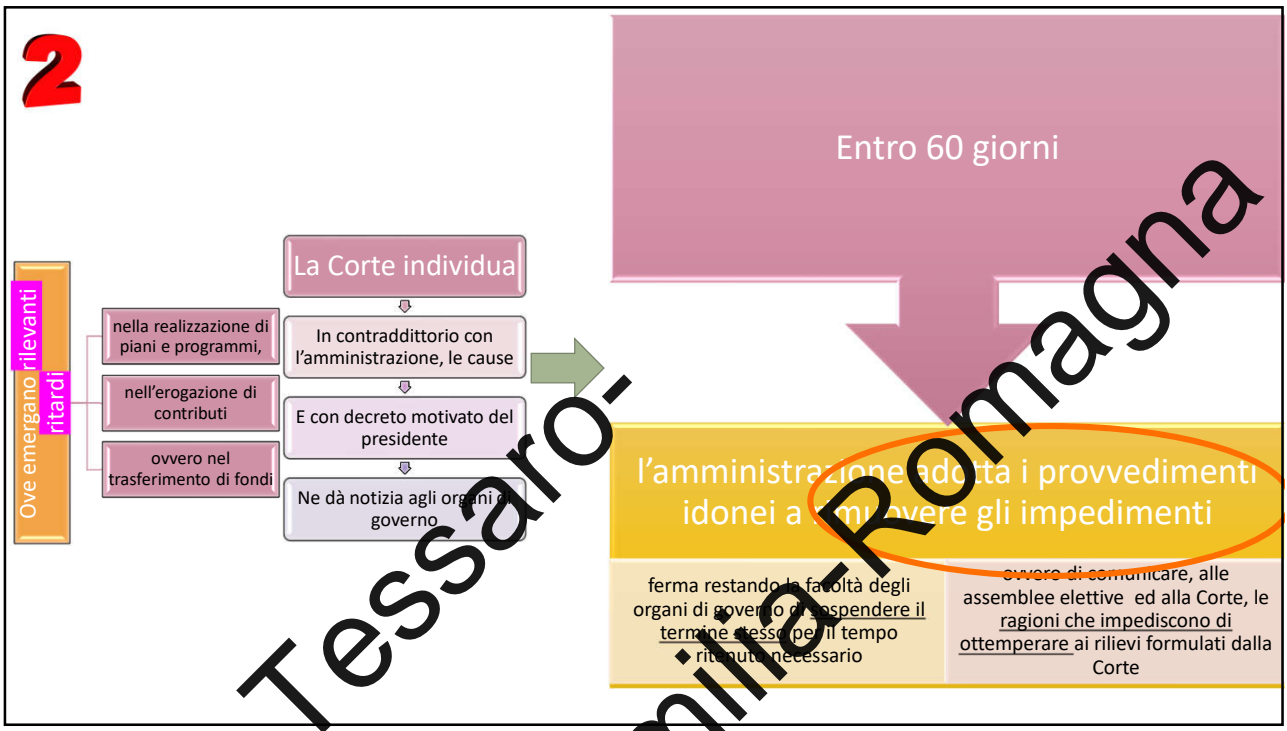 2
Ove emergano rilevanti
ritardi
nella realizzazione di
piani e programmi,
nell'erogazione di
contributi
ovvero nel
trasferimento di fondi
La Corte individua
In contraddittorio con
l'amministrazione, le cause
E con decreto motivato del
presidente
Ne dà notizia agli organi di
governo
Entro 60 giorni
l'amministrazione adotta i provvedimenti
idonei a rimuovere gli impedimenti
ferma restando la facoltà degli
organi di governo di sospendere il
termine stesso per il tempo
◆ ritenuto necessario
ovvero di comunicare, alle
assemblee elettive ed alla Corte, le
ragioni che impediscono di
ottemperare ai rilievi formulati dalla
Corte
Tessaro-
milia-Romagna